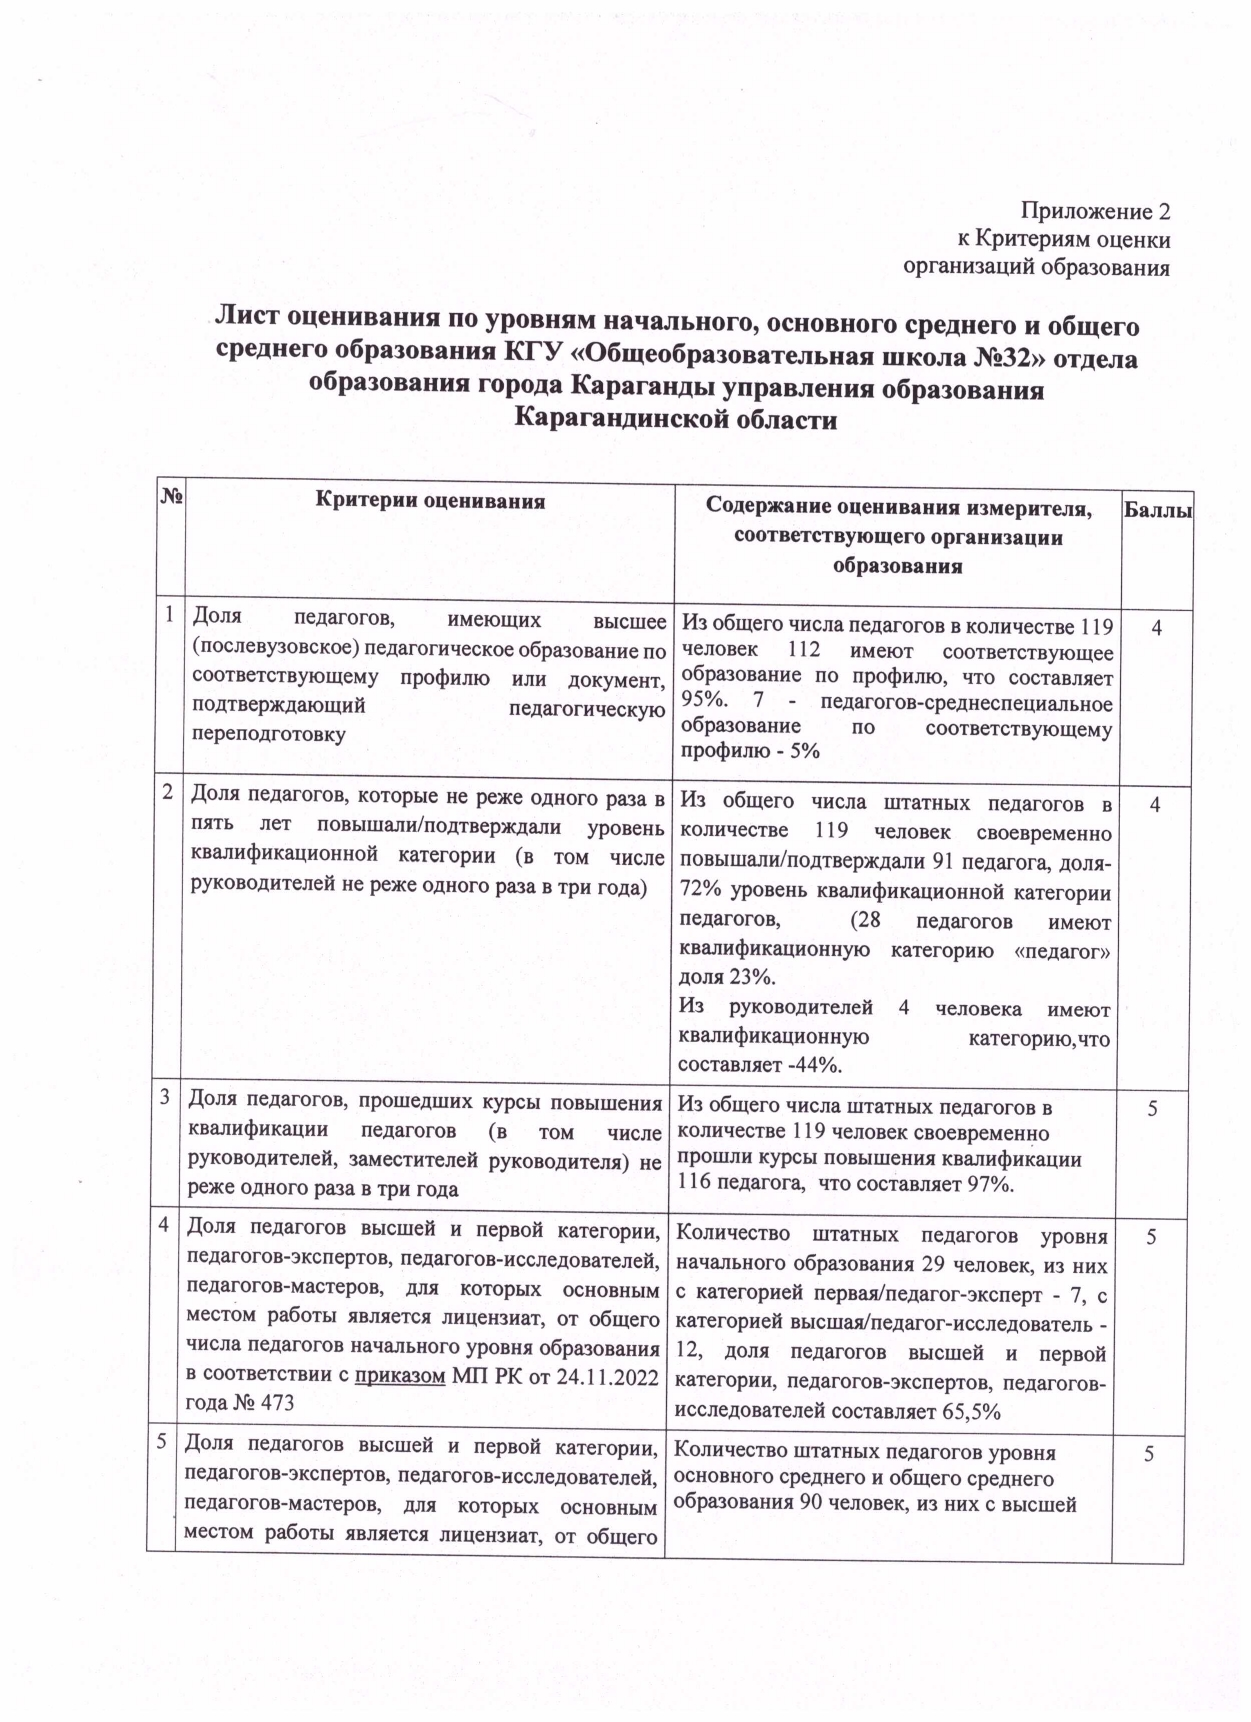 Приложение 2
к Критериям оценки
организаций образования
Лист оценивания по уровням начального, основного среднего и общего
среднего образования КГУ «Общеобразовательная школа №32» отдела
образования города Караганды управления образования
Карагандинской области
№
Критерии оценивания
Содержание оценивания измерителя,
соответствующего организации
образования
Баллы
1
Доля педагогов, имеющих высшее
(послевузовское) педагогическое образование по
соответствующему профилю или документ,
подтверждающий педагогическую
переподготовку
Из общего числа педагогов в количестве 119
человек 112 имеют соответствующее
образование по профилю, что составляет
95%. 7 - педагогов-среднеспециальное
образование по соответствующему
профилю - 5%
4
2
Доля педагогов, которые не реже одного раза в
пять лет повышали/подтверждали уровень
квалификационной категории (в том числе
руководителей не реже одного раза в три года)
Из общего числа штатных педагогов в
количестве 119 человек своевременно
повышали/подтверждали 91 педагога, доля-
72% уровень квалификационной категории
педагогов, (28 педагогов имеют
квалификационную категорию «педагог»
доля 23%.
Из руководителей 4 человека имеют
квалификационную категорию,что
составляет -44%.
4
3
Доля педагогов, прошедших курсы повышения
квалификации педагогов (в том числе
руководителей, заместителей руководителя) не
реже одного раза в три года
Из общего числа штатных педагогов в
количестве 119 человек своевременно
прошли курсы повышения квалификации
116 педагога, что составляет 97%.
5
4
Доля педагогов высшей и первой категории,
педагогов-экспертов, педагогов-исследователей,
педагогов-мастеров, для которых основным
местом работы является лицензиат, от общего
числа педагогов начального уровня образования
в соответствии с приказом МП РК от 24.11.2022
года № 473
Количество штатных педагогов уровня
начального образования 29 человек, из них
с категорией первая/педагог-эксперт - 7, с
категорией высшая/педагог-исследователь -
12, доля педагогов высшей и первой
категории, педагогов-экспертов, педагогов-
исследователей составляет 65,5%
5
5
Доля педагогов высшей и первой категории,
педагогов-экспертов, педагогов-исследователей,
педагогов-мастеров, для которых основным
местом работы является лицензиат, от общего
Количество штатных педагогов уровня
основного среднего и общего среднего
образования 90 человек, из них с высшей
5